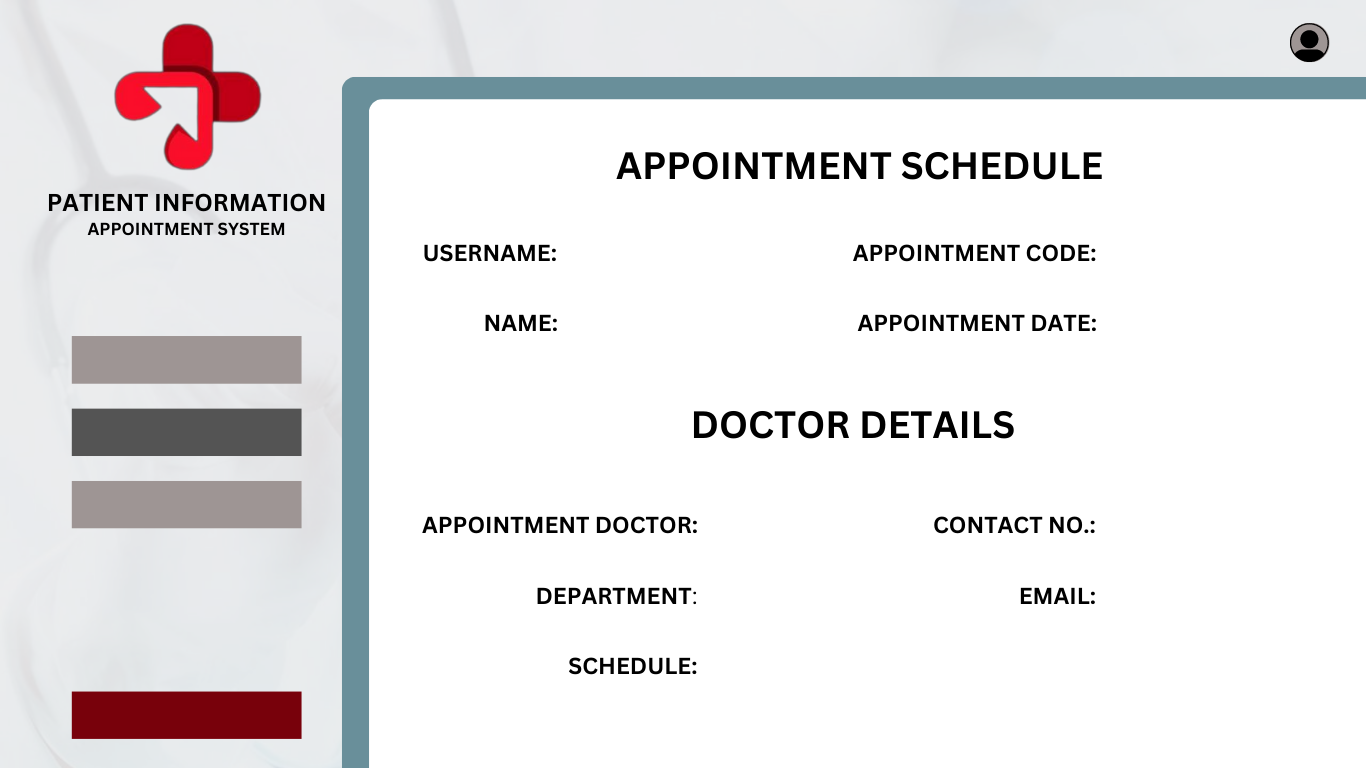 PATIENT INFORMATION
APPOINTMENT SYSTEM
APPOINTMENT SCHEDULE
USERNAME:
APPOINTMENT CODE:
NAME:
APPOINTMENT DATE:
DOCTOR DETAILS
APPOINTMENT DOCTOR:
CONTACT NO.:
DEPARTMENT:
EMAIL:
SCHEDULE: